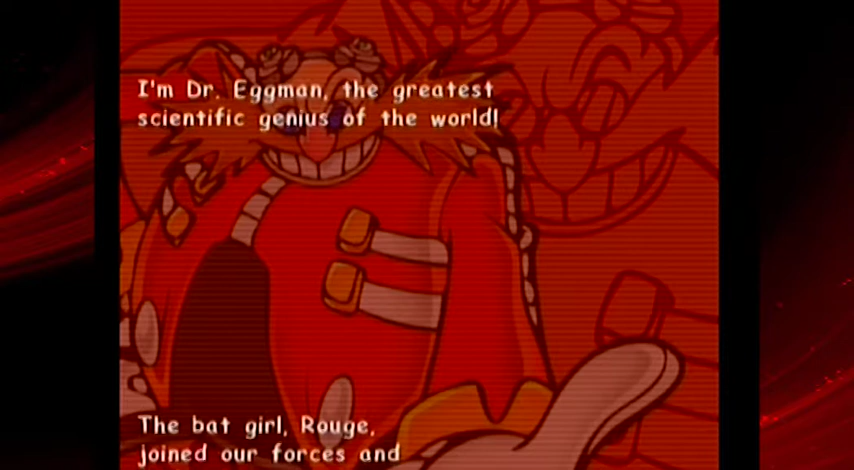 I'm Dr. Eggman, the greatest
scientific genius of the world!
The bat girl, Rouge,
joined our forces and